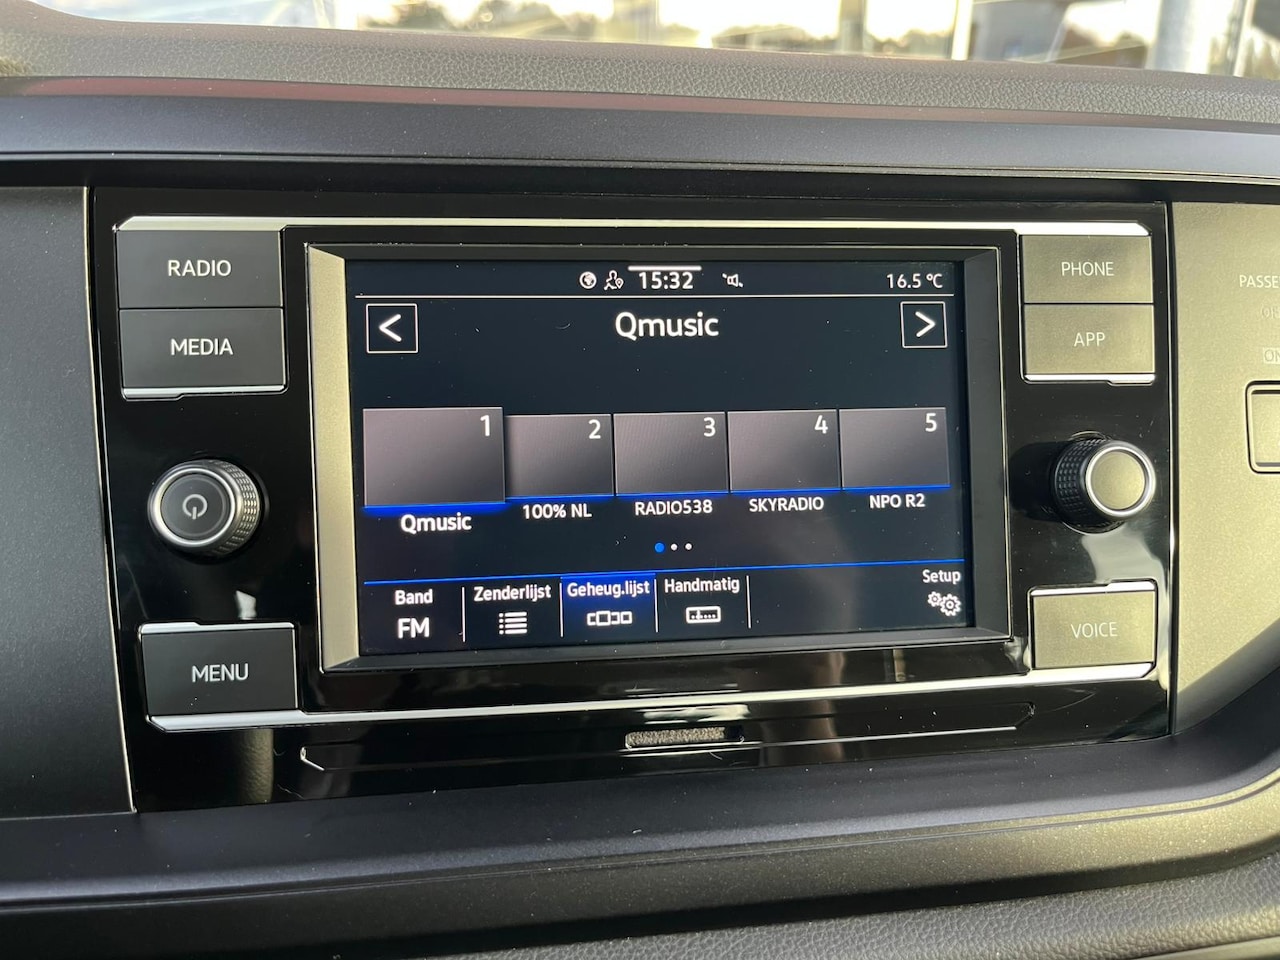 RADIO
MEDIA
MENU
15:32
16.5 °C
<
Qmusic
>
1
2
3
4
5
Qmusic
100% NL
RADIO538
SKYRADIO
NPO R2
Band
FM
Zenderlijst
Geheug.lijst
Handmatig
Setup
PHONE
APP
VOICE